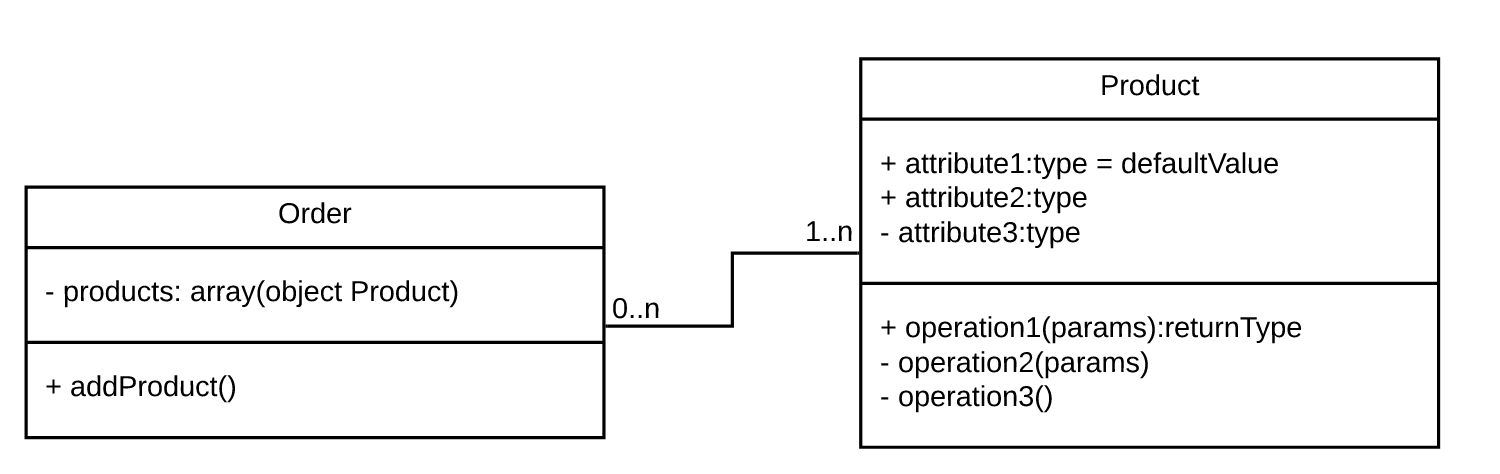 Order
- products: array(object Product)
+ addProduct()
0..n
1..n
Product
+ attribute1:type = defaultValue
+ attribute2:type
- attribute3:type
+ operation1(params):returnType
- operation2(params)
- operation3()